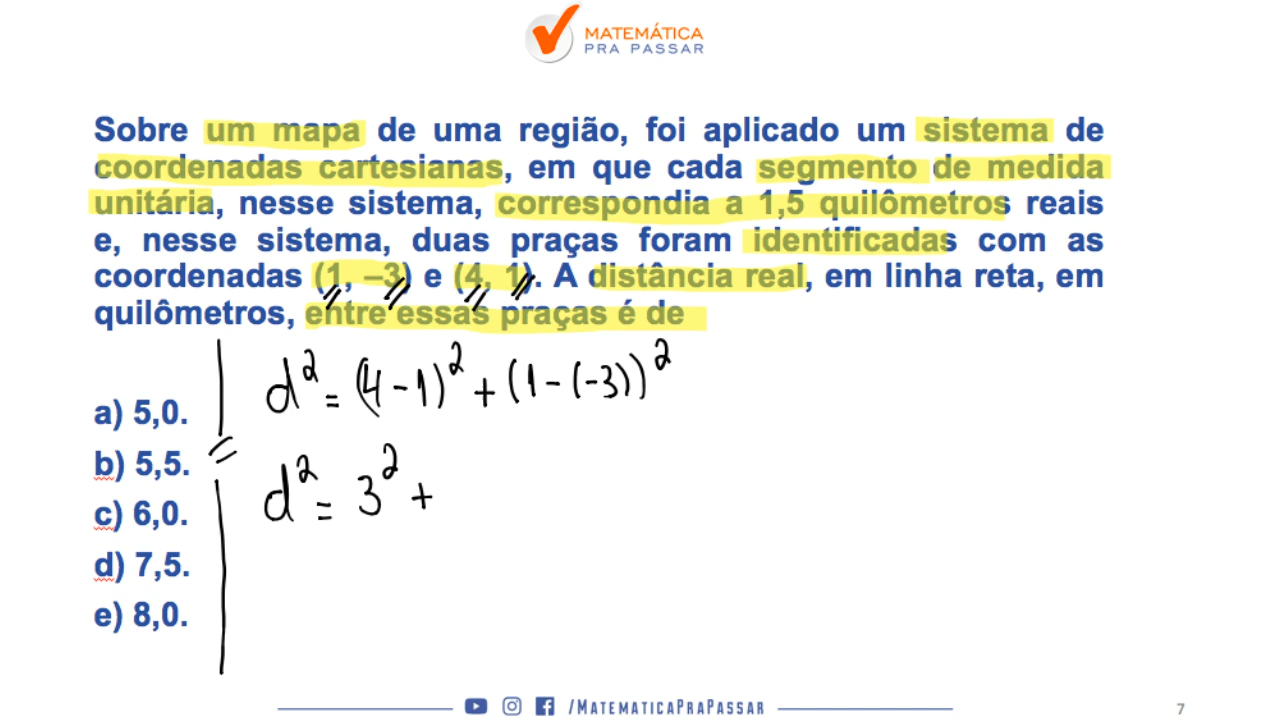 MATEMÁTICA
PRA PASSAR
Sobre um mapa de uma região, foi aplicado um sistema de
coordenadas cartesianas, em que cada segmento de medida
unitária, nesse sistema, correspondia a 1,5 quilômetros reais
e, nesse sistema, duas praças foram identificadas com as
coordenadas (1, –3) e (4, 1). A distância real, em linha reta, em
quilômetros, entre essas praças é de
d² = (4 - 1)² + (1 - (-3))²
a) 5,0.
b) 5,5.
d² = 3² +
c) 6,0.
d) 7,5.
e) 8,0.
/MatematicaPraPassar
7